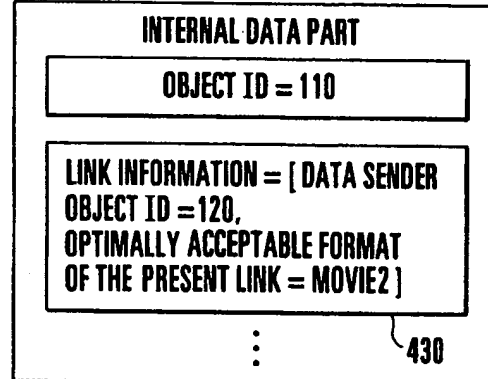 INTERNAL DATA PART
OBJECT ID = 110
LINK INFORMATION = [ DATA SENDER
OBJECT ID =120,
OPTIMALLY ACCEPTABLE FORMAT
OF THE PRESENT LINK = MOVIE2 ]
430